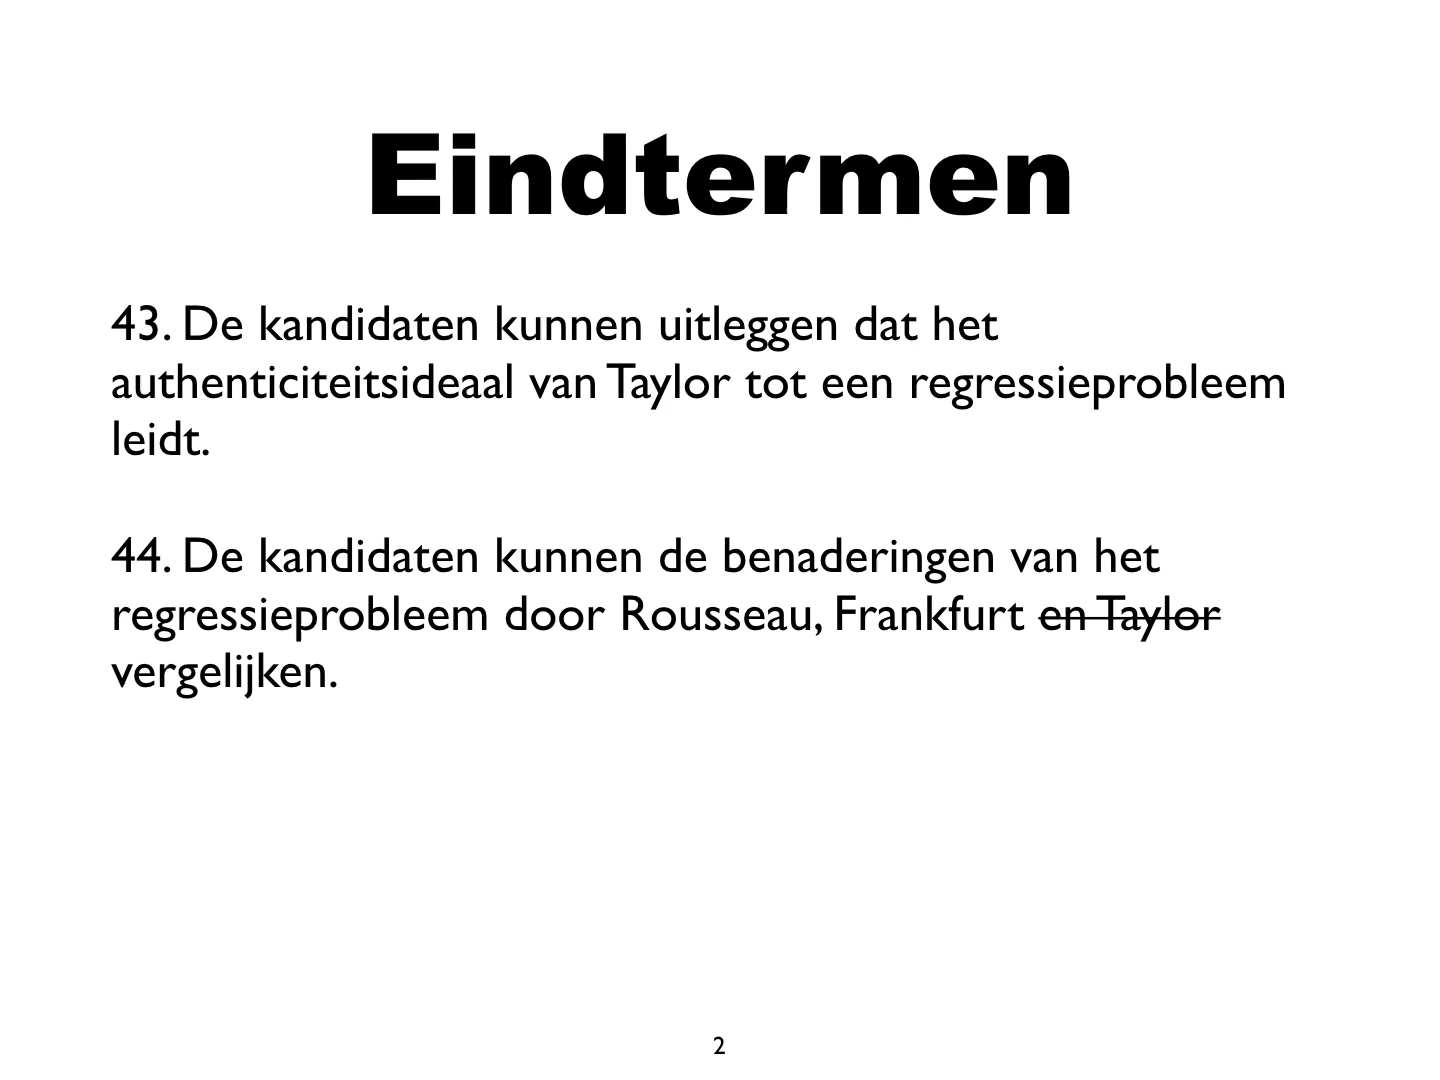 Eindtermen
43. De kandidaten kunnen uitleggen dat het
authenticiteitsideaal van Taylor tot een regressieprobleem
leidt.
44. De kandidaten kunnen de benaderingen van het
regressieprobleem door Rousseau, Frankfurt en Taylor
vergelijken.
2